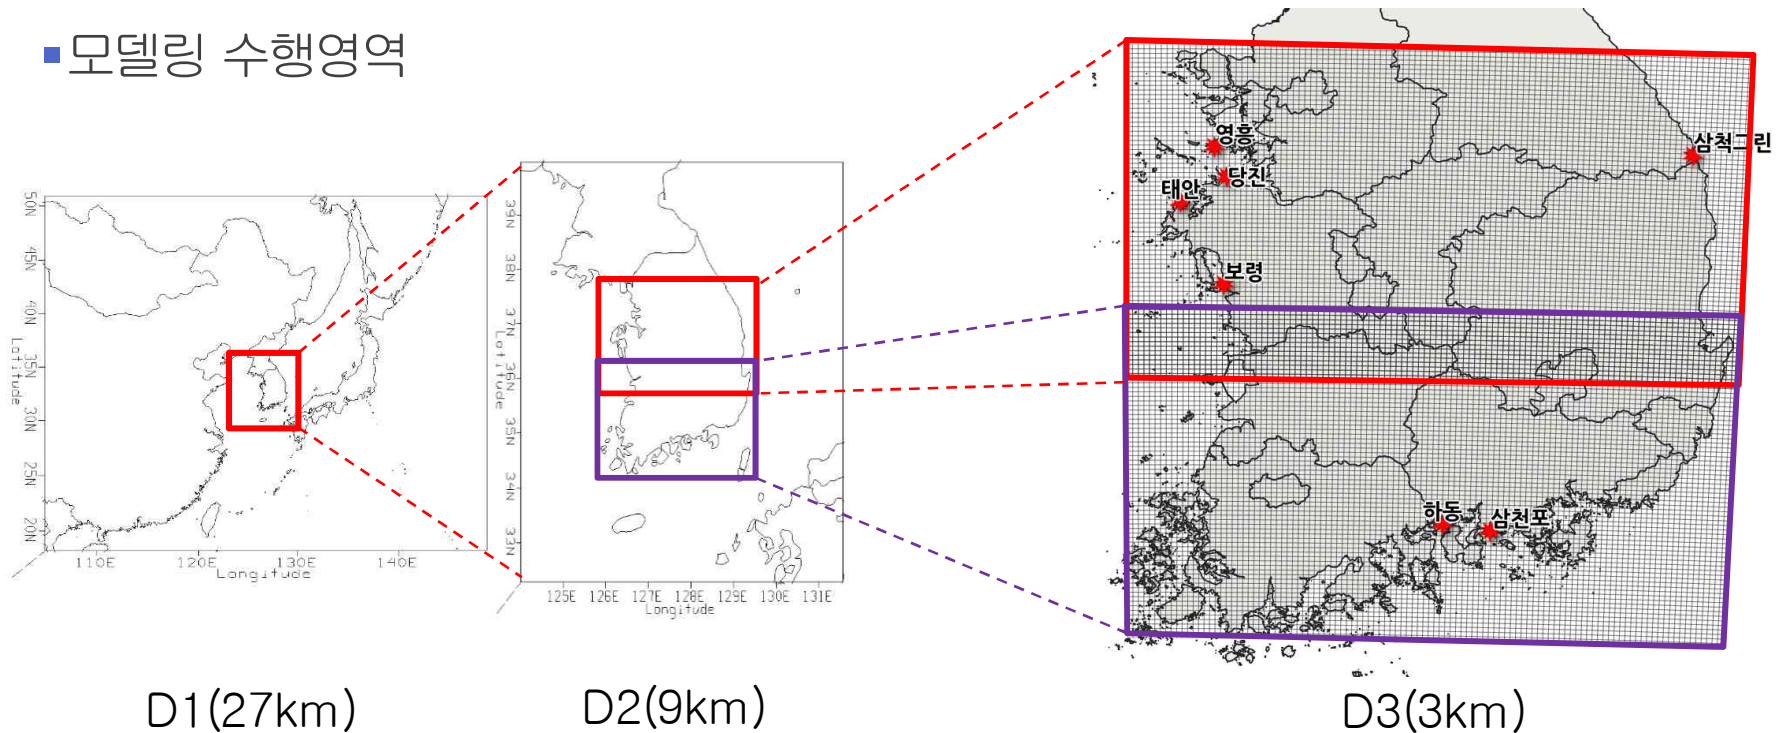 모델링 수행영역
50N
45N
40N
35N
30N
25N
20N
Latitude
110E 120E 130E 140E
Longitude
D1(27km)
39N
38N
37N
36N
35N
34N
33N
Latitude
125E 126E 127E 128E 129E 130E 131E
Longitude
D2(9km)
영흥
삼척그린
당진
태안
보령
하동
삼천포
D3(3km)